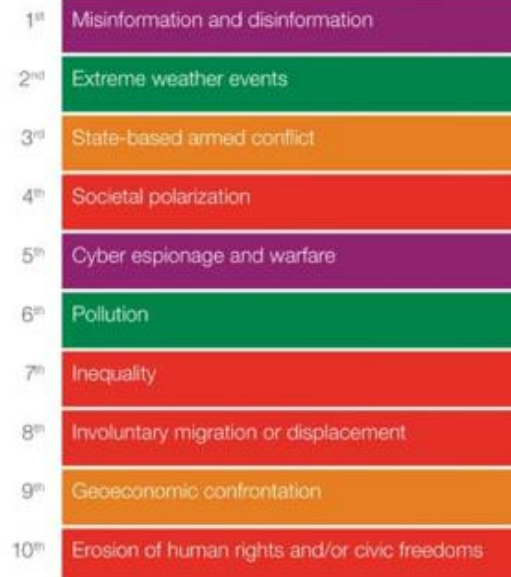 1st Misinformation and disinformation
2nd Extreme weather events
3rd State-based armed conflict
4th Societal polarization
5th Cyber espionage and warfare
6th Pollution
7th Inequality
8th Involuntary migration or displacement
9th Geoeconomic confrontation
10th Erosion of human rights and/or civic freedoms